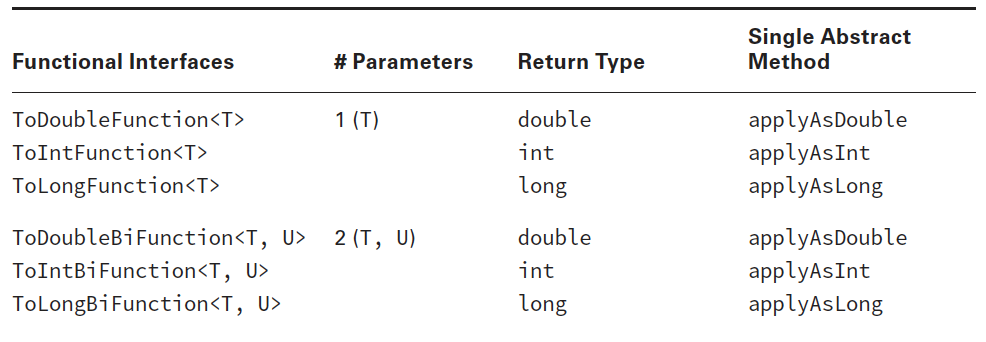 Functional Interfaces # Parameters Return Type Single Abstract Method
ToDoubleFunction<T> 1 (T) double applyAsDouble
ToIntFunction<T> int applyAsInt
ToLongFunction<T> long applyAsLong
ToDoubleBiFunction<T, U> 2 (T, U) double applyAsDouble
ToIntBiFunction<T, U> int applyAsInt
ToLongBiFunction<T, U> long applyAsLong